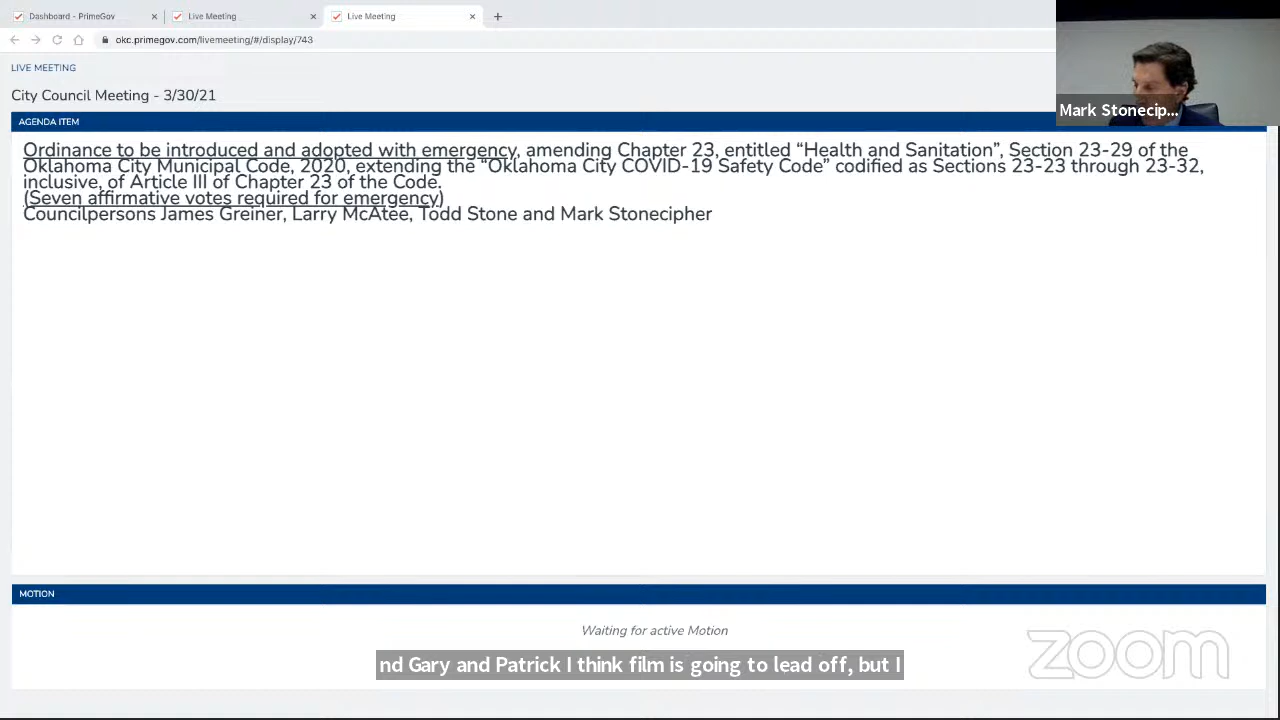 Dashboard - PrimeGov
Live Meeting
Live Meeting
okc.primegov.com/livemeeting/#/display/743
LIVE MEETING
City Council Meeting - 3/30/21
Mark Stonecip...
AGENDA ITEM
Ordinance to be introduced and adopted with emergency, amending Chapter 23, entitled “Health and Sanitation”, Section 23-29 of the
Oklahoma City Municipal Code, 2020, extending the “Oklahoma City COVID-19 Safety Code” codified as Sections 23-23 through 23-32,
inclusive, of Article III of Chapter 23 of the Code.
(Seven affirmative votes required for emergency)
Councilpersons James Greiner, Larry McAtee, Todd Stone and Mark Stonecipher
MOTION
Waiting for active Motion
nd Gary and Patrick I think film is going to lead off, but I
zoom